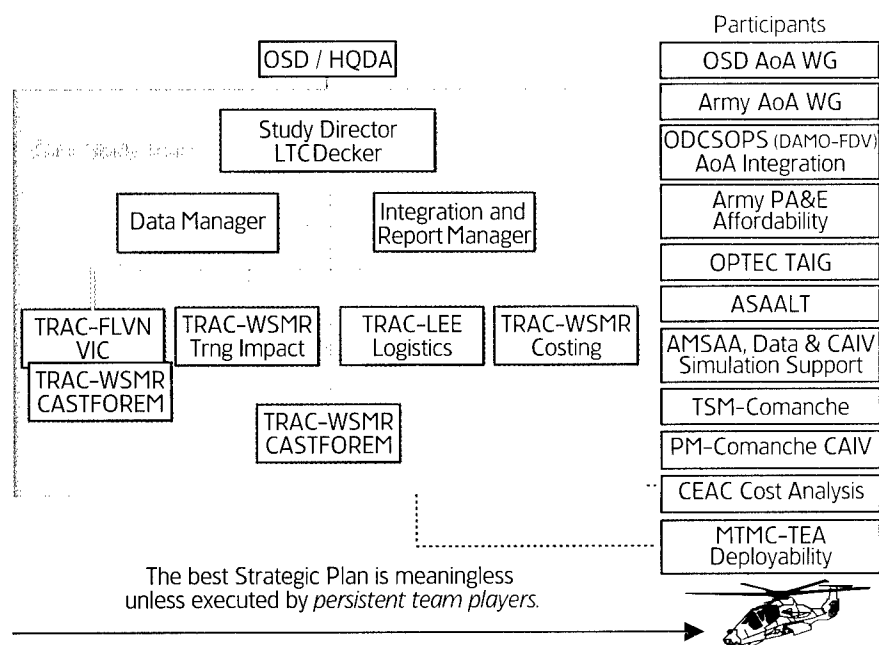 Participants
OSD / HQDA
OSD AoA WG
Army AoA WG
Study Director
LTC Decker
ODCSOPS (DAMO-FDV)
AoA Integration
Data Manager
Integration and
Report Manager
Army PA&E
Affordability
OPTEC TAIG
ASAALT
TRAC-FLVN
VIC
TRAC-WSMR
CASTFOREM
TRAC-WSMR
Trng Impact
TRAC-LEE
Logistics
TRAC-WSMR
Costing
TRAC-WSMR
CASTFOREM
AMSAA, Data & CAIV
Simulation Support
TSM-Comanche
PM-Comanche CAIV
CEAC Cost Analysis
MTMC-TEA
Deployability
The best Strategic Plan is meaningless
unless executed by persistent team players.